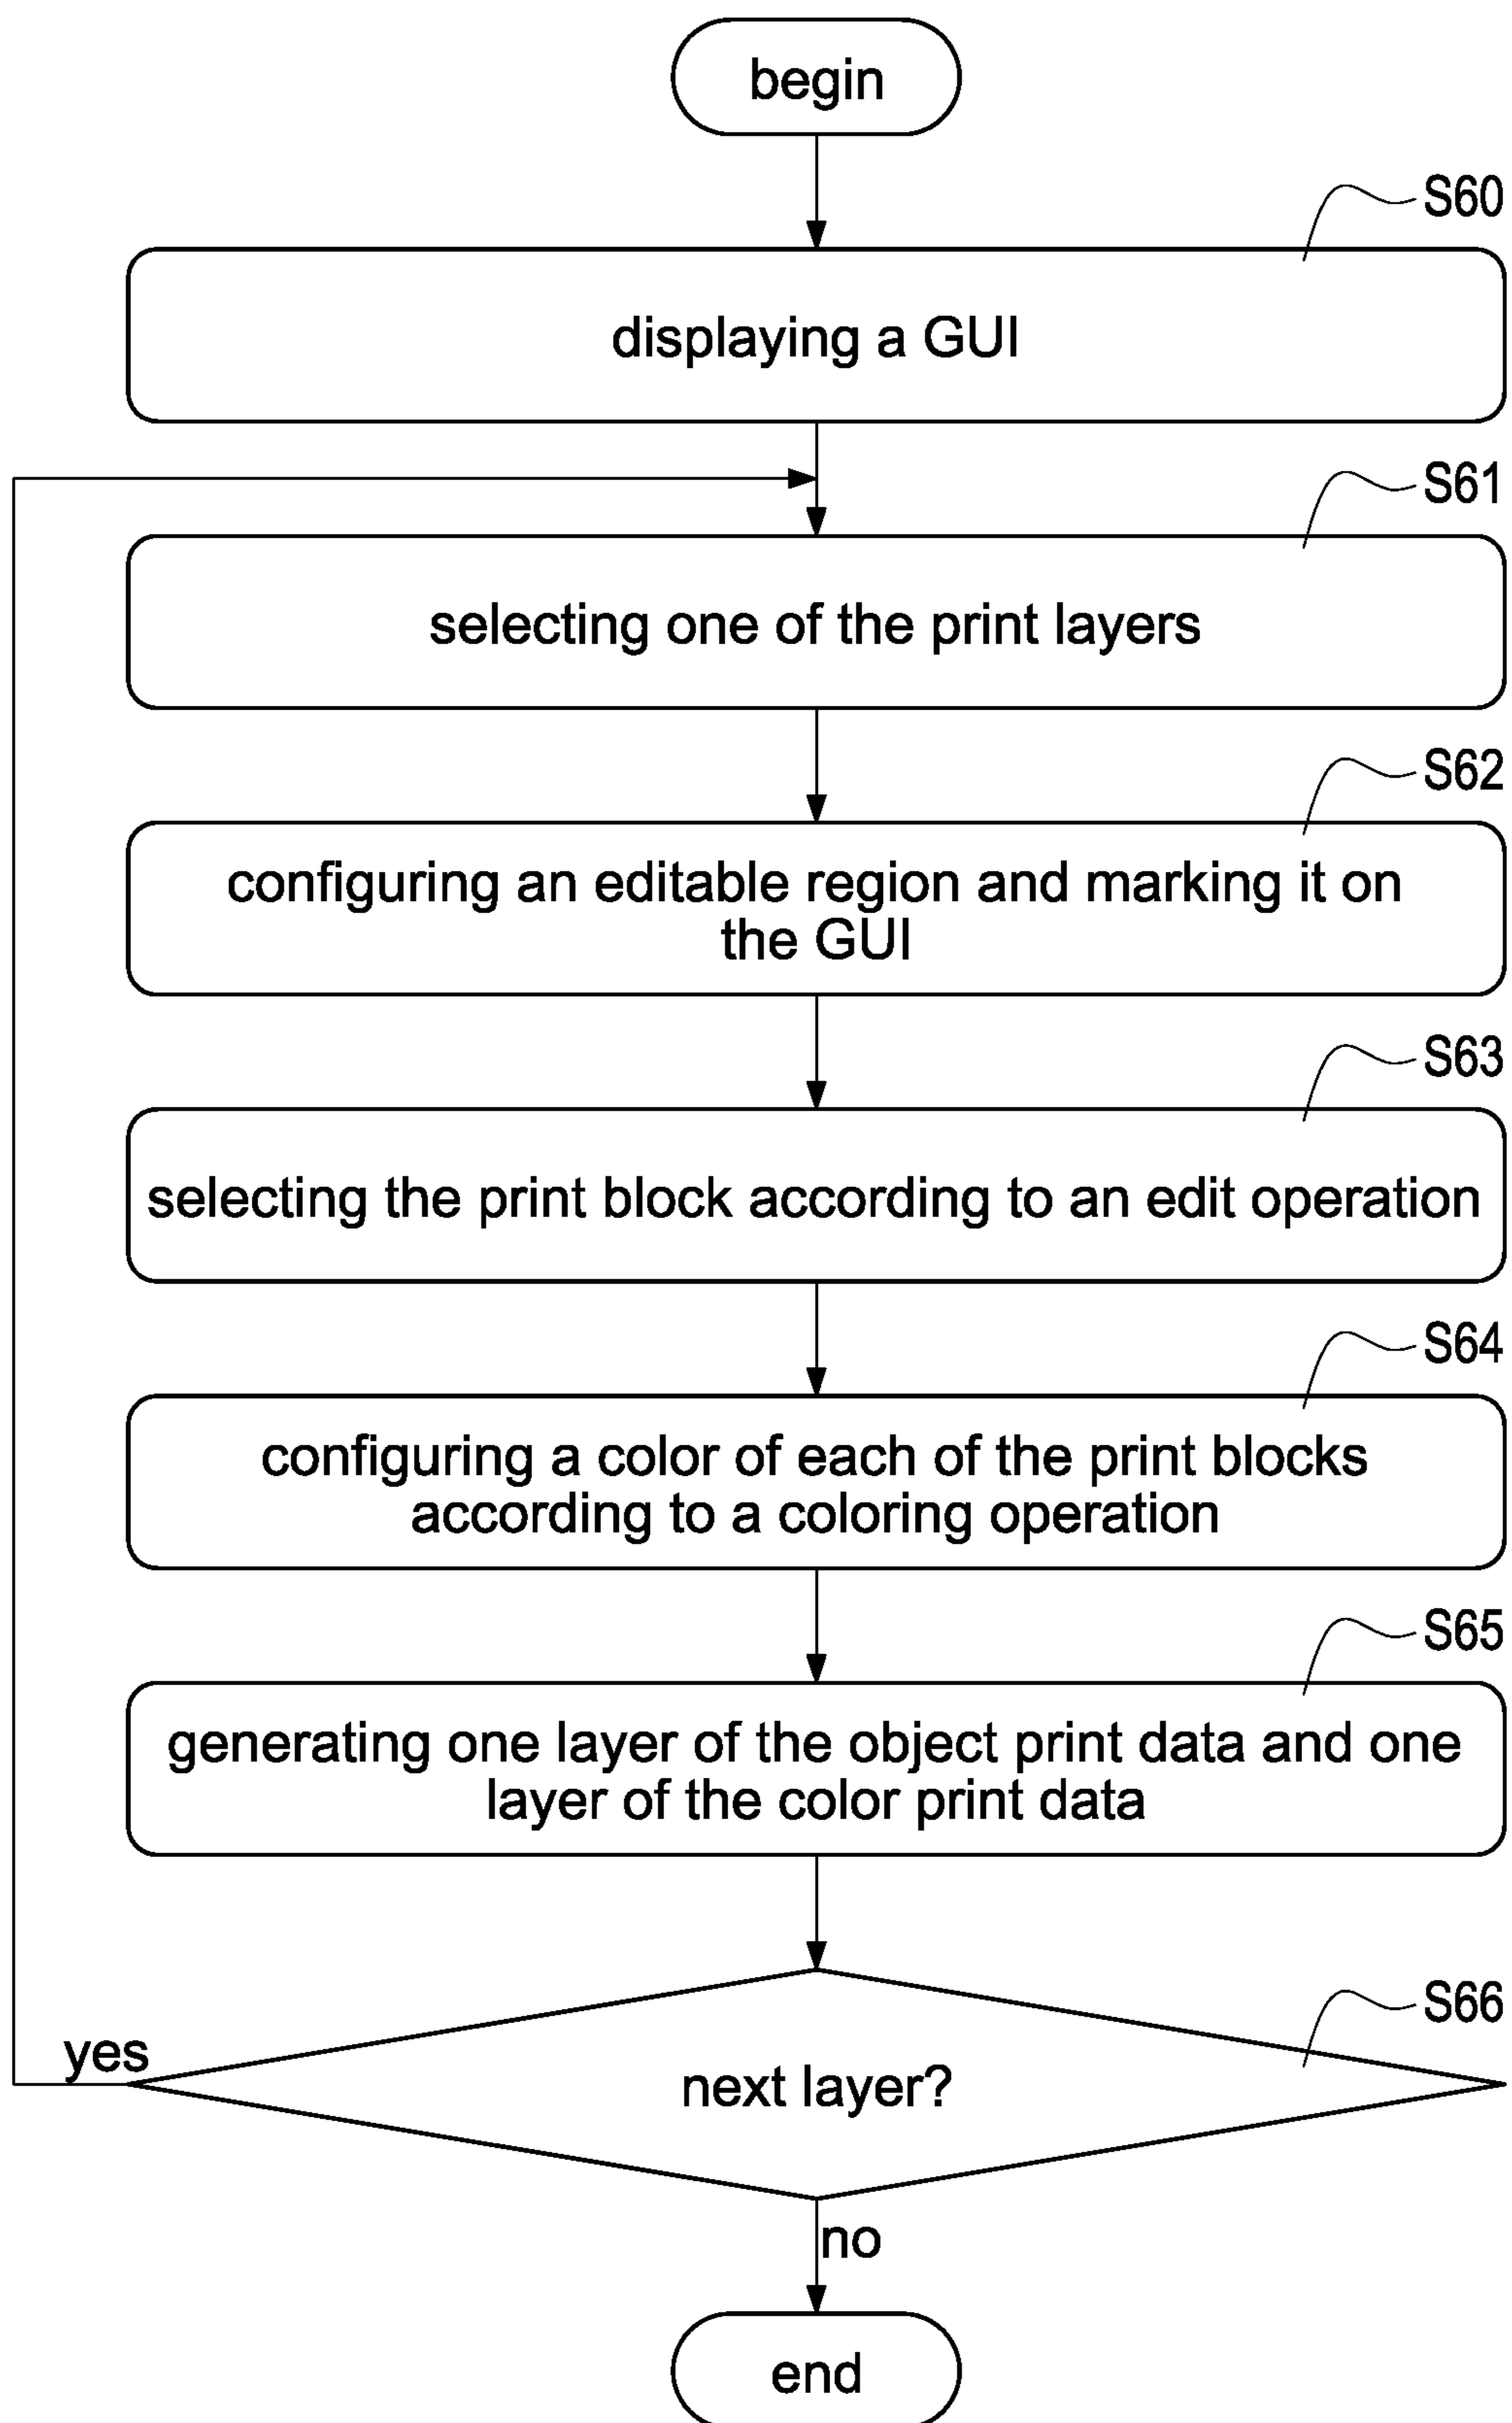 begin
S60
displaying a GUI
S61
selecting one of the print layers
S62
configuring an editable region and marking it on
the GUI
S63
selecting the print block according to an edit operation
S64
configuring a color of each of the print blocks
according to a coloring operation
S65
generating one layer of the object print data and one
layer of the color print data
S66
yes
next layer?
no
end